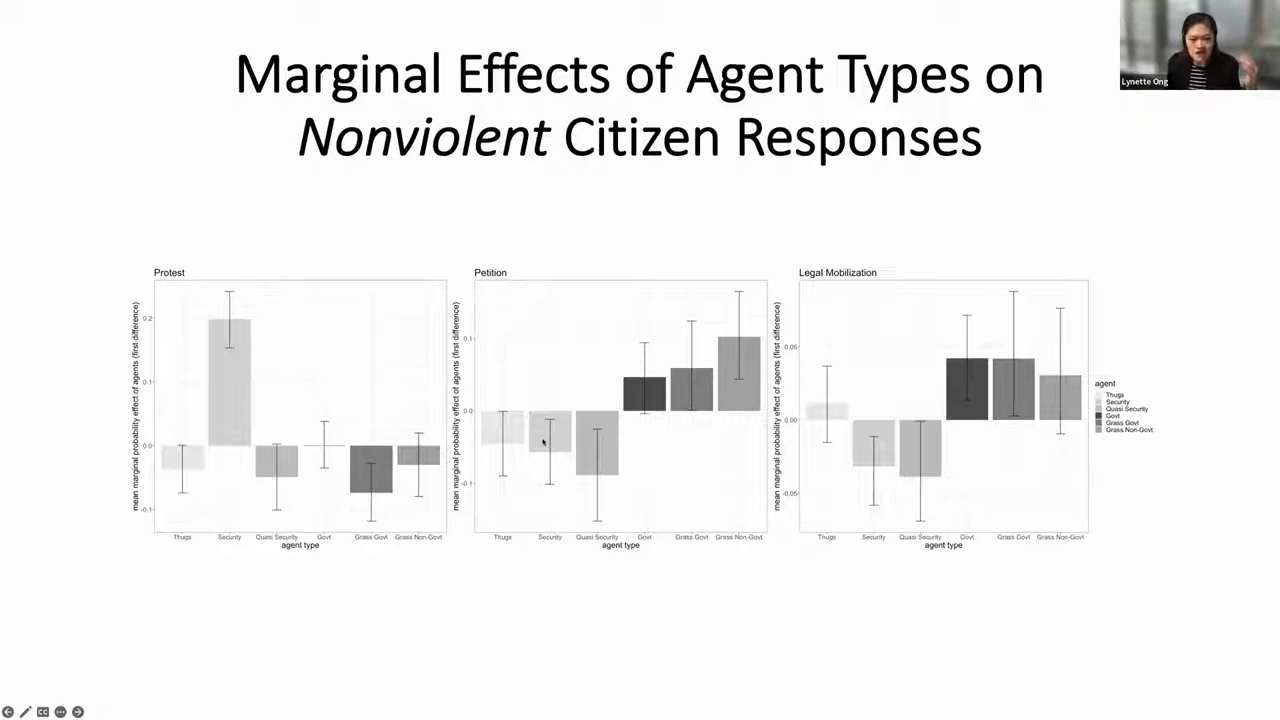 Marginal Effects of Agent Types on
Nonviolent Citizen Responses
Lynette Ong
Protest
mean marginal probability effect of agents (first difference)
0.2
0.1
0.0
-0.1
Thugs Security Quasi Security Govt Grass Govt Grass Non-Govt
agent type
Petition
mean marginal probability effect of agents (first difference)
0.1
0.0
-0.1
Thugs Security Quasi Security Govt Grass Govt Grass Non-Govt
agent type
Legal Mobilization
mean marginal probability effect of agents (first difference)
0.05
0.00
-0.05
Thugs Security Quasi Security Govt Grass Govt Grass Non-Govt
agent type
agent
Thugs
Security
Quasi Security
Govt
Grass Govt
Grass Non-Govt
CC